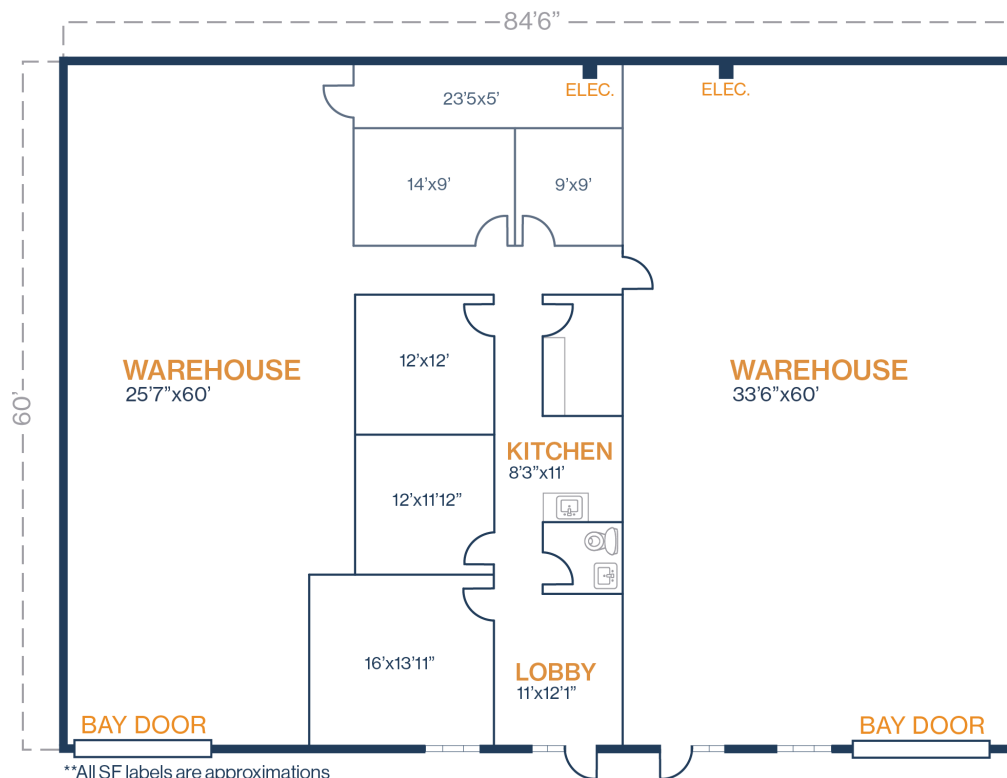 84'6"
ELEC.
ELEC.
23'5x5'
14'x9'
9'x9'
60'
12'x12'
WAREHOUSE
25'7"x60'
WAREHOUSE
33'6"x60'
KITCHEN
8'3"x11'
12'x11'12"
16'x13'11"
LOBBY
11'x12'1"
BAY DOOR
BAY DOOR
**All SF labels are approximations